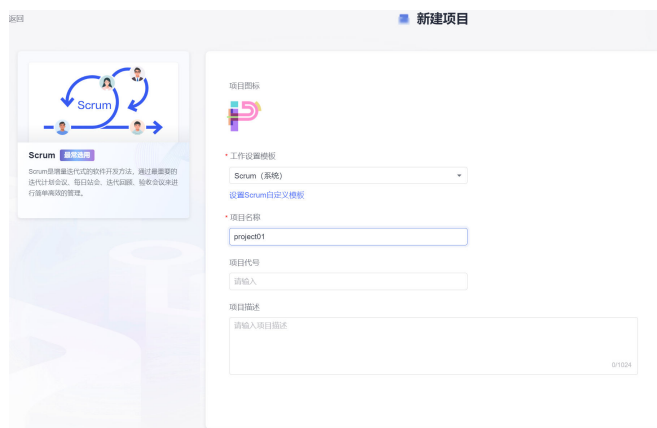 返回
新建项目
Scrum
Scrum 最常选用
Scrum是增量迭代式的软件开发方法，通过最重要的
迭代计划会议、每日站会、迭代回顾、验收会议来进
行简单高效的管理。
项目图标
* 工作设置模板
Scrum（系统）
设置Scrum自定义模板
* 项目名称
project01
项目代号
请输入
项目描述
请输入项目描述
0/1024